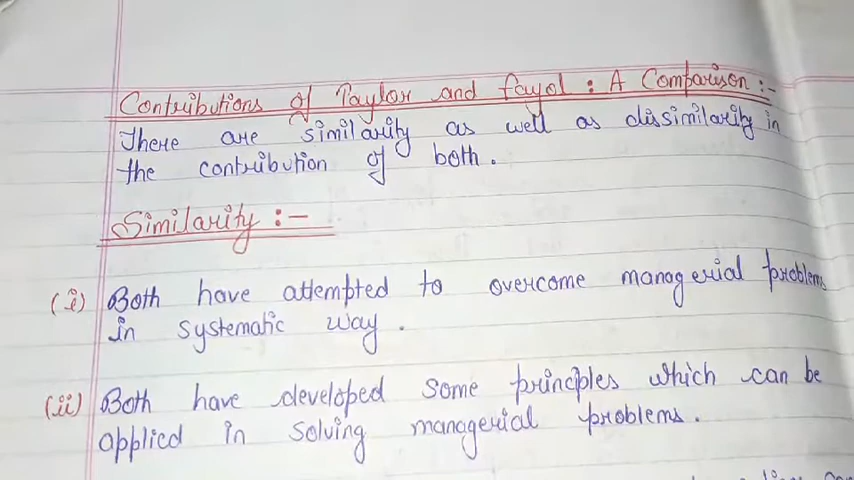 Contributions of Taylor and Fayol : A Comparison :-
There are similarity as well as dissimilarity in
the contribution of both.
Similarity :-
(i) Both have attempted to overcome managerial problems
in systematic way.
(ii) Both have developed some principles which can be
applied in solving managerial problems.